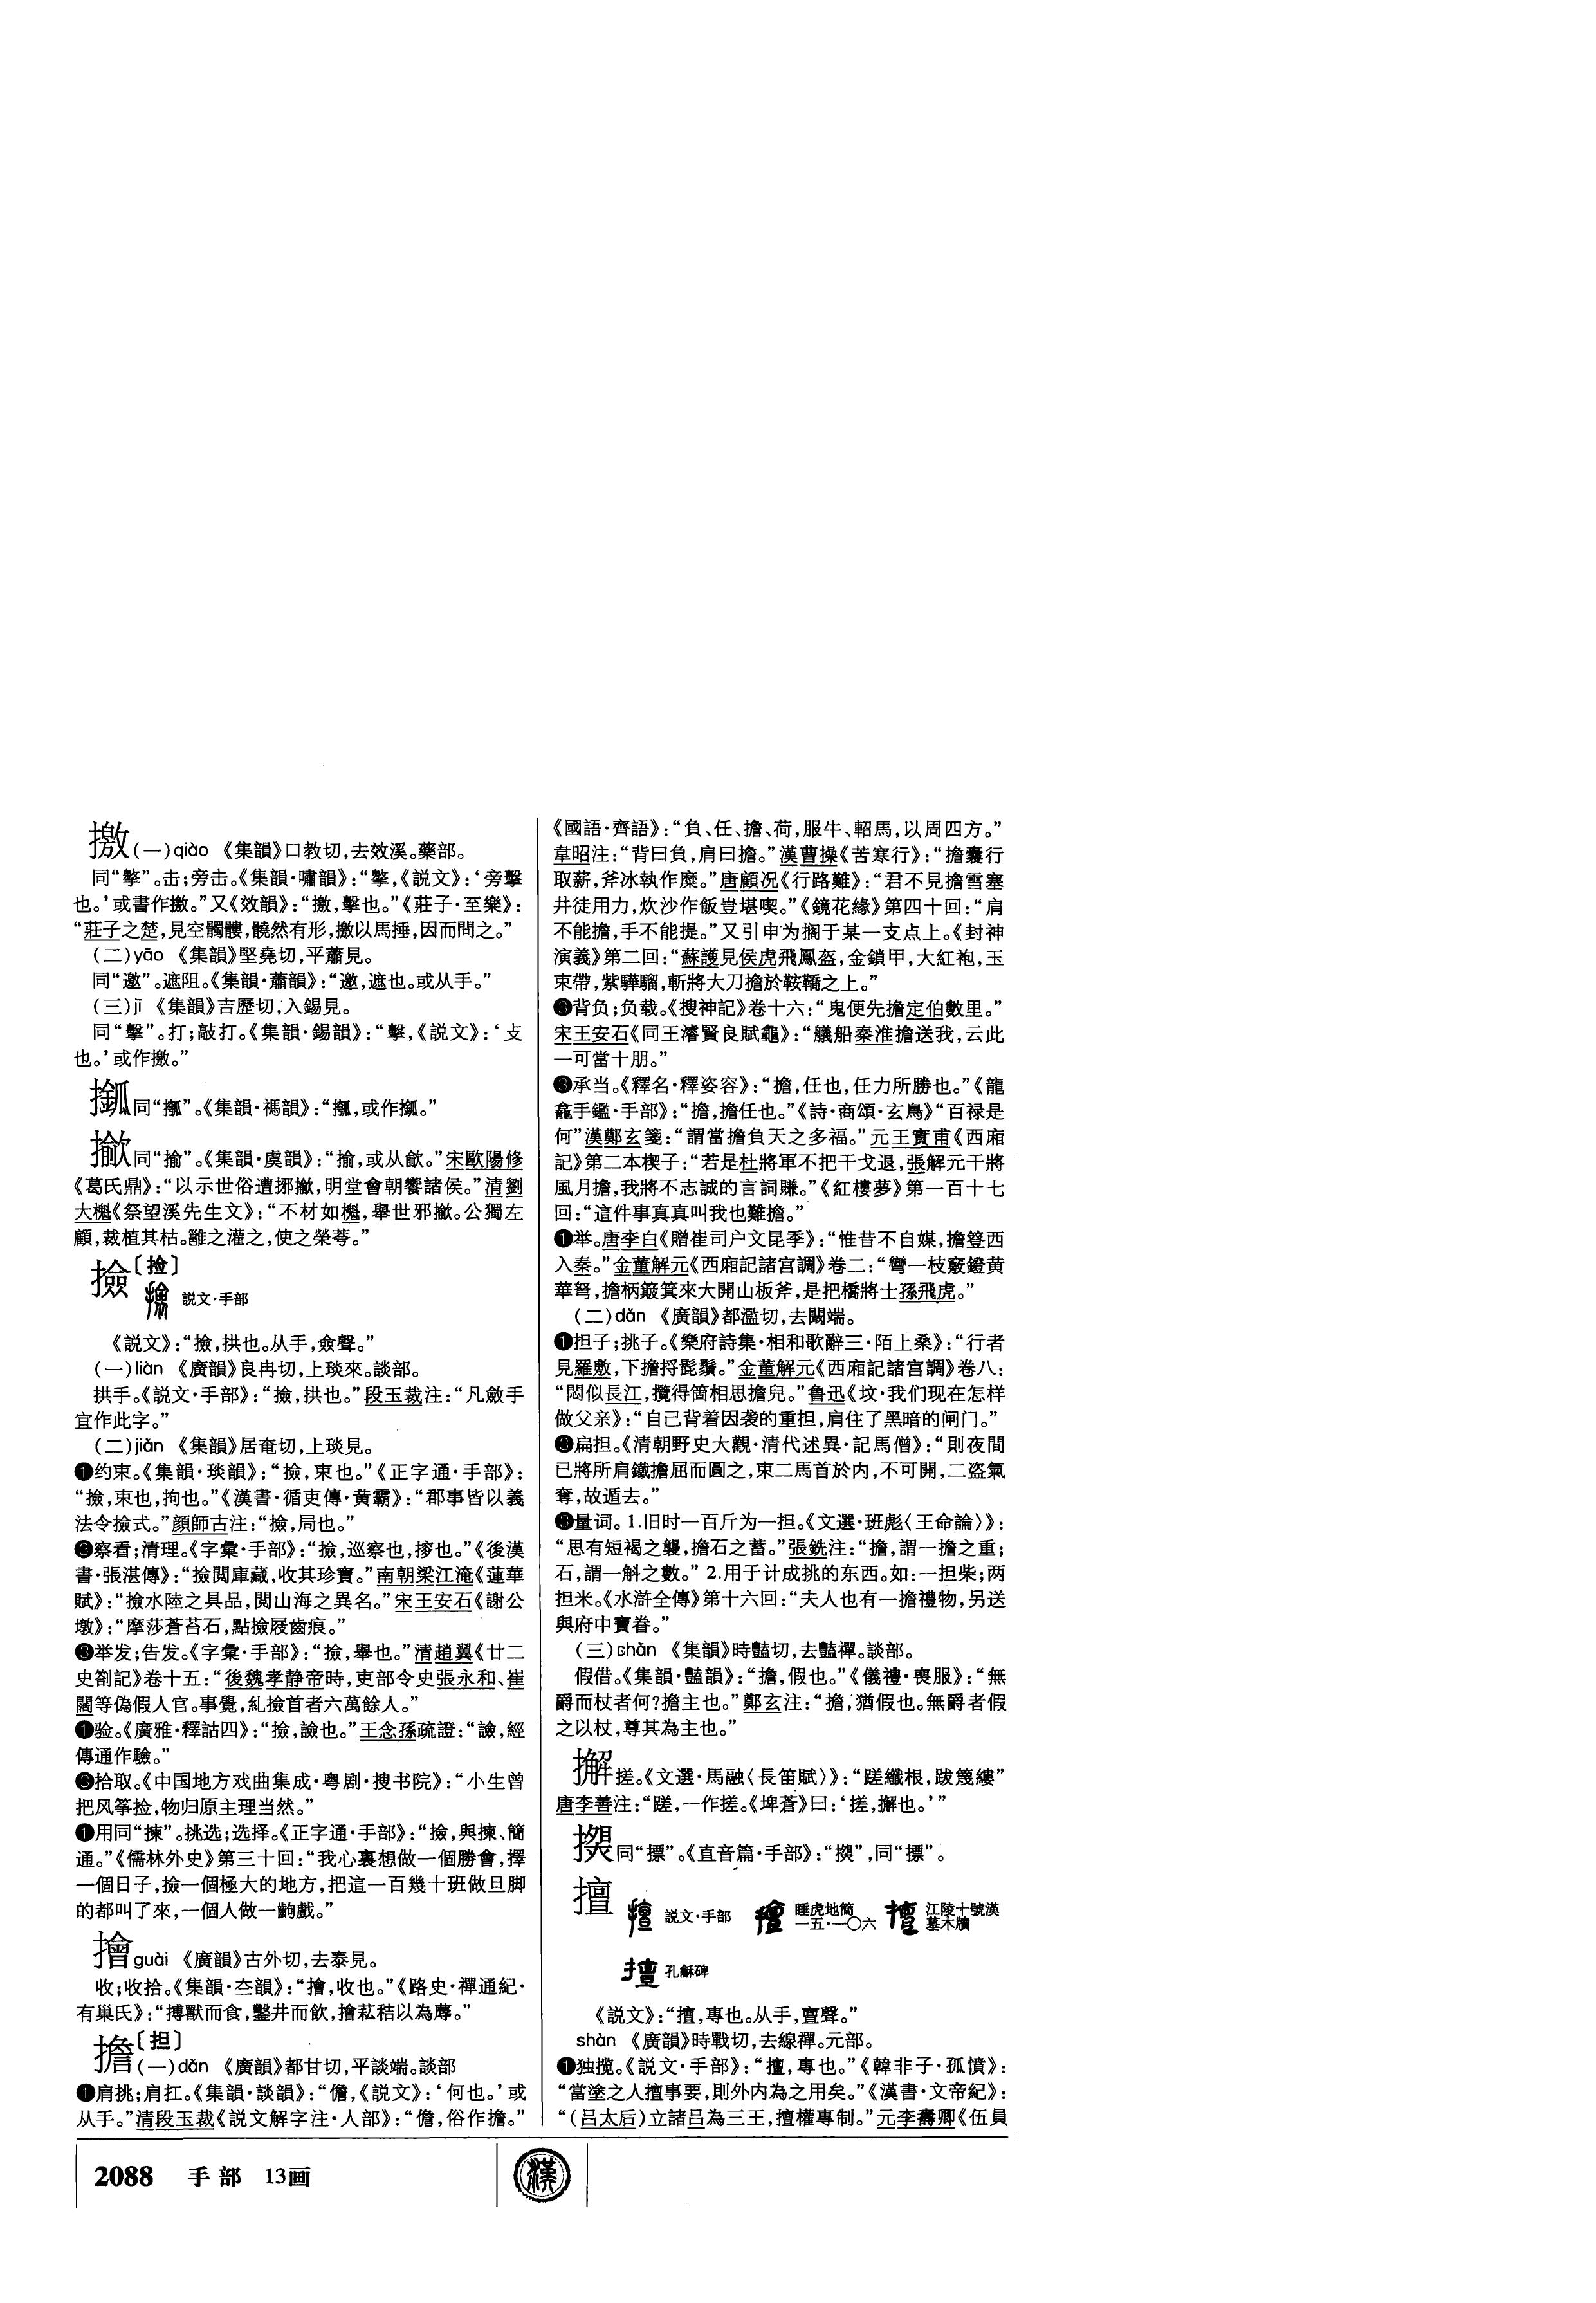 撽(一)qiào 《集韻》口教切,去效溪。藥部。
同“擎”。击;旁击。《集韻·嘯韻》:“擎,《説文》:‘旁擊
也。’或書作撽。”又《效韻》:“撽,擊也。”《莊子·至樂》:
“莊子之楚,見空髑髏,髐然有形,撽以馬捶,因而問之。”
(二)yāo 《集韻》堅堯切,平蕭見。
同“邀”。遮阻。《集韻·蕭韻》:“邀,遮也。或从手。”
(三)jī 《集韻》吉歷切,入錫見。
同“擊”。打;敲打。《集韻·錫韻》:“擊,《説文》:‘攴
也。’或作撽。”
同“㧓”。《集韻·禡韻》:“㧓,或作
同“揄”。《集韻·虞韻》:“揄,或从歈。”宋歐陽修
《葛氏鼎》:“以示世俗遭揶擨,明堂會朝饗諸侯。”清劉
大櫆《祭望溪先生文》:“不材如櫆,舉世邪擨。公獨左
顧,栽植其枯。雝之灌之,使之榮荂。”
撿〔捡〕
説文·手部
《説文》:“撿,拱也。从手,僉聲。”
(一)liàn 《廣韻》良冉切,上琰來。談部。
拱手。《説文·手部》:“撿,拱也。”段玉裁注:“凡斂手
宜作此字。”
(二)jiǎn 《集韻》居奄切,上琰見。
❶约束。《集韻·琰韻》:“撿,束也。”《正字通·手部》:
“撿,束也,拘也。”《漢書·循吏傳·黄霸》:“郡事皆以義
法令撿式。”顔師古注:“撿,局也。”
❸察看;清理。《字彙·手部》:“撿,巡察也,摎也。”《後漢
書·張湛傳》:“撿閲庫藏,收其珍寶。”南朝梁江淹《蓮華
賦》:“撿水陸之具品,閲山海之異名。”宋王安石《謝公
墩》:“摩莎蒼苔石,點撿屐齒痕。”
❸举发;告发。《字彙·手部》:“撿,舉也。”清趙翼《廿二
史劄記》卷十五:“後魏孝静帝時,吏部令史張永和、崔
闊等偽假人官。事覺,糺撿首者六萬餘人。”
❶验。《廣雅·釋詁四》:“撿,譣也。”王念孫疏證:“譣,經
傳通作驗。”
❸拾取。《中国地方戏曲集成·粤剧·搜书院》:“小生曾
把风筝捡,物归原主理当然。”
❶用同“揀”。挑选;选择。《正字通·手部》:“撿,與揀、簡
通。”《儒林外史》第三十回:“我心裏想做一個勝會,擇
一個日子,撿一個極大的地方,把這一百幾十班做旦脚
的都叫了來,一個人做一齣戲。”
擓guài 《廣韻》古外切,去泰見。
收;收拾。《集韻·夳韻》:“㩓,收也。”《路史·禪通紀·
有巢氏》:“搏獸而食,鑿井而飲,㩓菆秸以為蓐。”
擔〔担〕
(一)dān 《廣韻》都甘切,平談端。談部
❶肩挑;肩扛。《集韻·談韻》:“儋,《説文》:‘何也。’或
从手。”清段玉裁《説文解字注·人部》:“儋,俗作擔。”
《國語·齊語》:“負、任、擔、荷,服牛、軺馬,以周四方。”
韋昭注:“背曰負,肩曰擔。”漢曹操《苦寒行》:“擔囊行
取薪,斧冰執作糜。”唐顧況《行路難》:“君不見擔雪塞
井徒用力,炊沙作飯豈堪喫。”《鏡花緣》第四十回:“肩
不能擔,手不能提。”又引申为搁于某一支点上。《封神
演義》第二回:“蘇護見侯虎飛鳳盔,金鎖甲,大紅袍,玉
束帶,紫驊騮,斬將大刀擔於鞍鞽之上。”
❸背负;负载。《搜神記》卷十六:“鬼便先擔定伯數里。”
宋王安石《同王濬賢良賦龜》:“艤船秦淮擔送我,云此
一可當十朋。”
❸承当。《釋名·釋姿容》:“擔,任也,任力所勝也。”《龍
龕手鑑·手部》:“擔,擔任也。”《詩·商頌·玄鳥》“百禄是
何”漢鄭玄箋:“謂當擔負天之多福。”元王實甫《西廂
記》第二本楔子:“若是杜將軍不把干戈退,張解元干將
風月擔,我將不志誠的言詞賺。”《紅樓夢》第一百十七
回:“這件事真真叫我也難擔。”
❶举。唐李白《贈崔司户文昆季》:“惟昔不自媒,擔簦西
入秦。”金董解元《西廂記諸宫調》卷二:“彎一枝竅鐙黄
華弩,擔柄簸箕來大開山板斧,是把橋將士孫飛虎。”
(二)dàn 《廣韻》都濫切,去闞端。
❶担子;挑子。《樂府詩集·相和歌辭三·陌上桑》:“行者
見羅敷,下擔捋髭鬚。”金董解元《西廂記諸宫調》卷八:
“悶似長江,攬得箇相思擔兒。”鲁迅《坟·我们现在怎样
做父亲》:“自己背着因袭的重担,肩住了黑暗的闸门。”
❸扁担。《清朝野史大觀·清代述異·記馬僧》:“則夜間
已將所肩鐵擔屈而圓之,束二馬首於内,不可開,二盗氣
奪,故遁去。”
❸量词。1.旧时一百斤为一担。《文選·班彪〈王命論〉》:
“思有短褐之襲,擔石之蓄。”張銑注:“擔,謂一擔之重;
石,謂一斛之數。” 2.用于计成挑的东西。如:一担柴;两
担米。《水滸全傳》第十六回:“夫人也有一擔禮物,另送
與府中寶眷。”
(三)shàn 《集韻》時豔切,去豔禪。談部。
假借。《集韻·豔韻》:“擔,假也。”《儀禮·喪服》:“無
爵而杖者何?擔主也。”鄭玄注:“擔,猶假也。無爵者假
之以杖,尊其為主也。”
㩰搓。《文選·馬融〈長笛賦〉》:“蹉纖根,跋篾縷”
唐李善注:“蹉,一作搓。《埤蒼》曰:‘搓,㩰也。’”
同“摽”。《直音篇·手部》:“
”,同“摽”。
擅
説文·手部
睡虎地簡
一五·一〇六
江陵十號漢
墓木牘
孔龢碑
《説文》:“擅,專也。从手,亶聲。”
shàn 《廣韻》時戰切,去線禪。元部。
❶独揽。《説文·手部》:“擅,專也。”《韓非子·孤憤》:
“當塗之人擅事要,則外内為之用矣。”《漢書·文帝紀》:
“(吕太后)立諸吕為三王,擅權專制。”元李壽卿《伍員
2088 手部 13画
漢